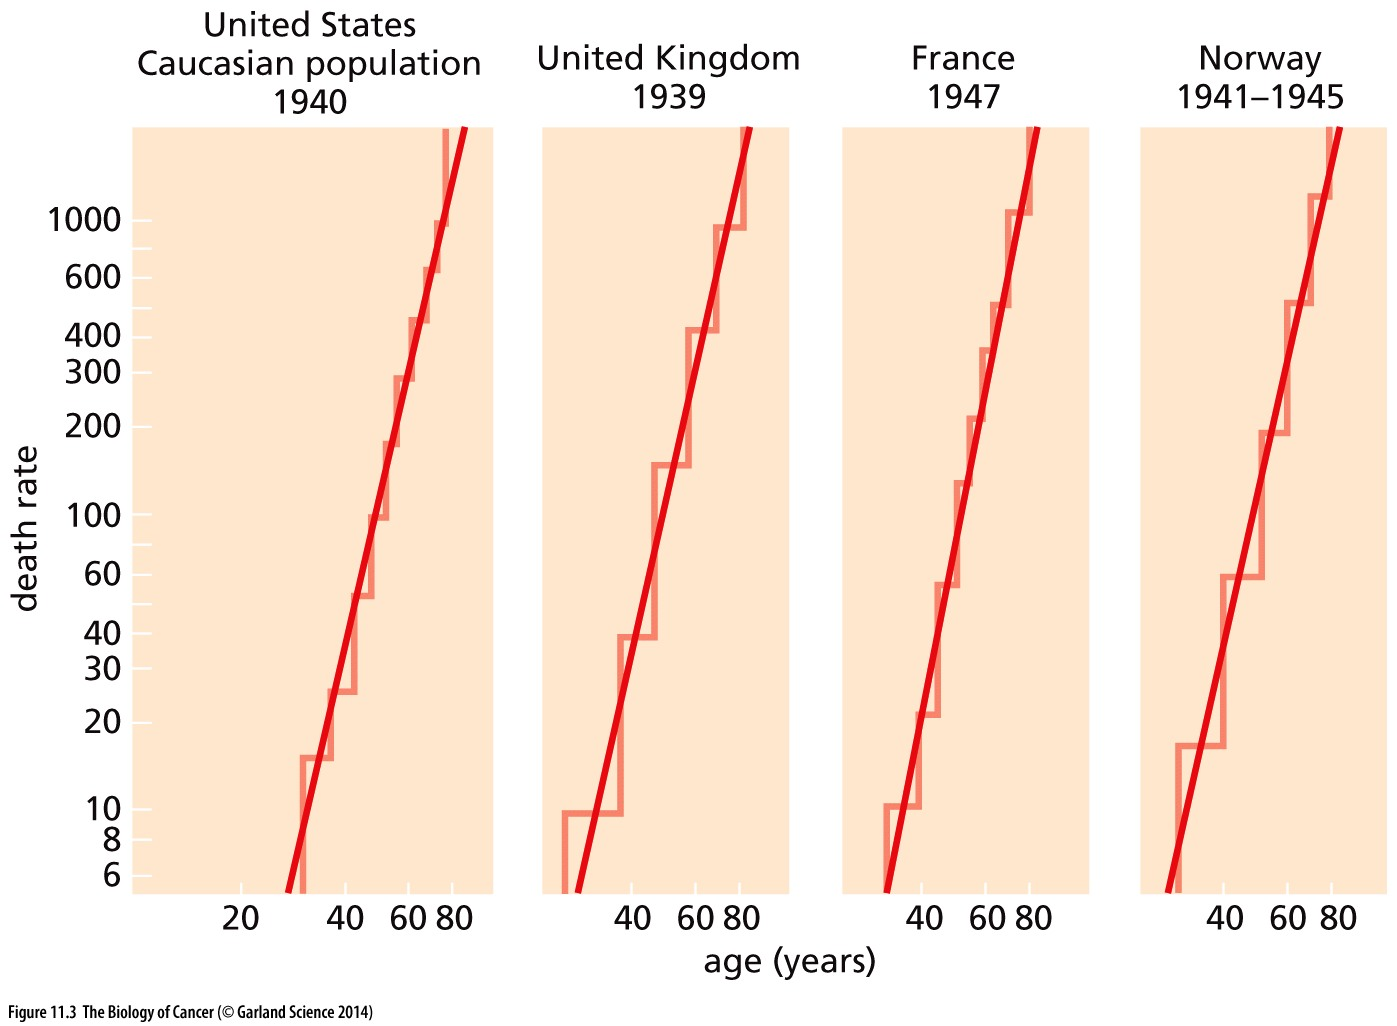 United States
Caucasian population
1940
United Kingdom
1939
France
1947
Norway
1941–1945
death rate
1000
600
400
300
200
100
60
40
30
20
10
8
6
20 40 60 80
40 60 80
40 60 80
40 60 80
age (years)
Figure 11.3 The Biology of Cancer (© Garland Science 2014)